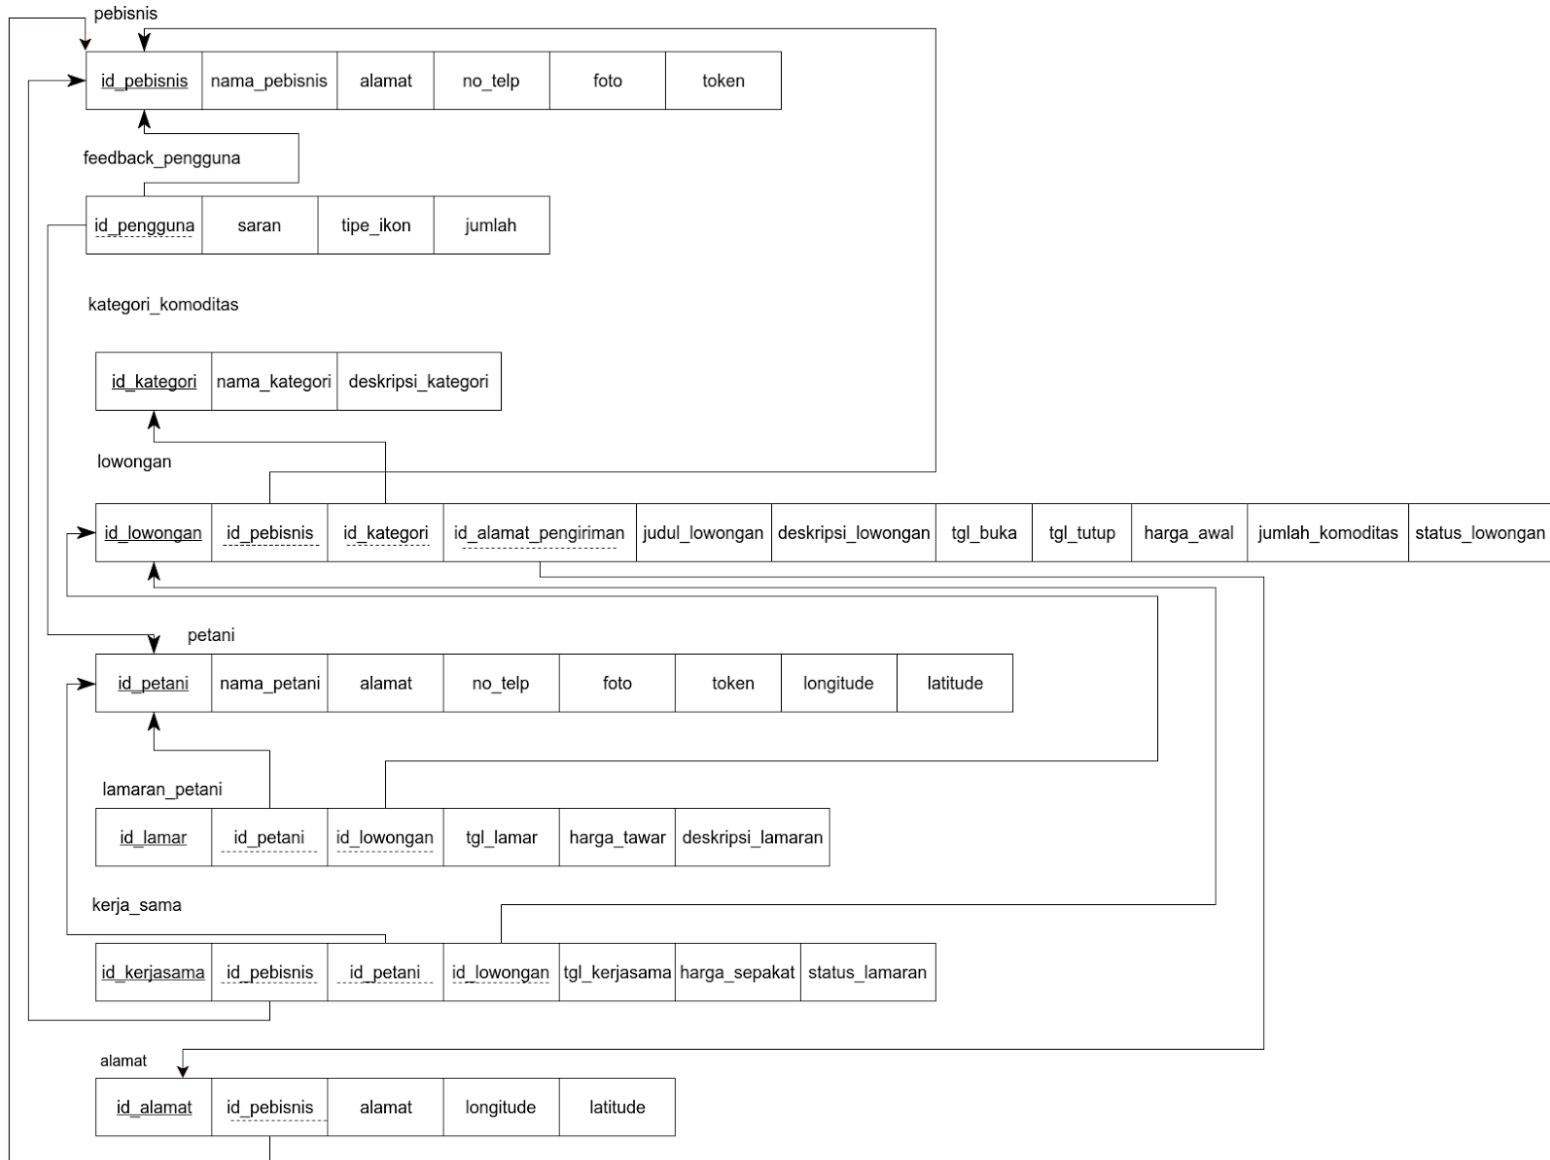 pebisnis
id_pebisnis nama_pebisnis alamat no_telp foto token
feedback_pengguna
id_pengguna saran tipe_ikon jumlah
kategori_komoditas
id_kategori nama_kategori deskripsi_kategori
lowongan
id_lowongan id_pebisnis id_kategori id_alamat_pengiriman judul_lowongan deskripsi_lowongan tgl_buka tgl_tutup harga_awal jumlah_komoditas status_lowongan
petani
id_petani nama_petani alamat no_telp foto token longitude latitude
lamaran_petani
id_lamar id_petani id_lowongan tgl_lamar harga_tawar deskripsi_lamaran
kerja_sama
id_kerjasama id_pebisnis id_petani id_lowongan tgl_kerjasama harga_sepakat status_lamaran
alamat
id_alamat id_pebisnis alamat longitude latitude